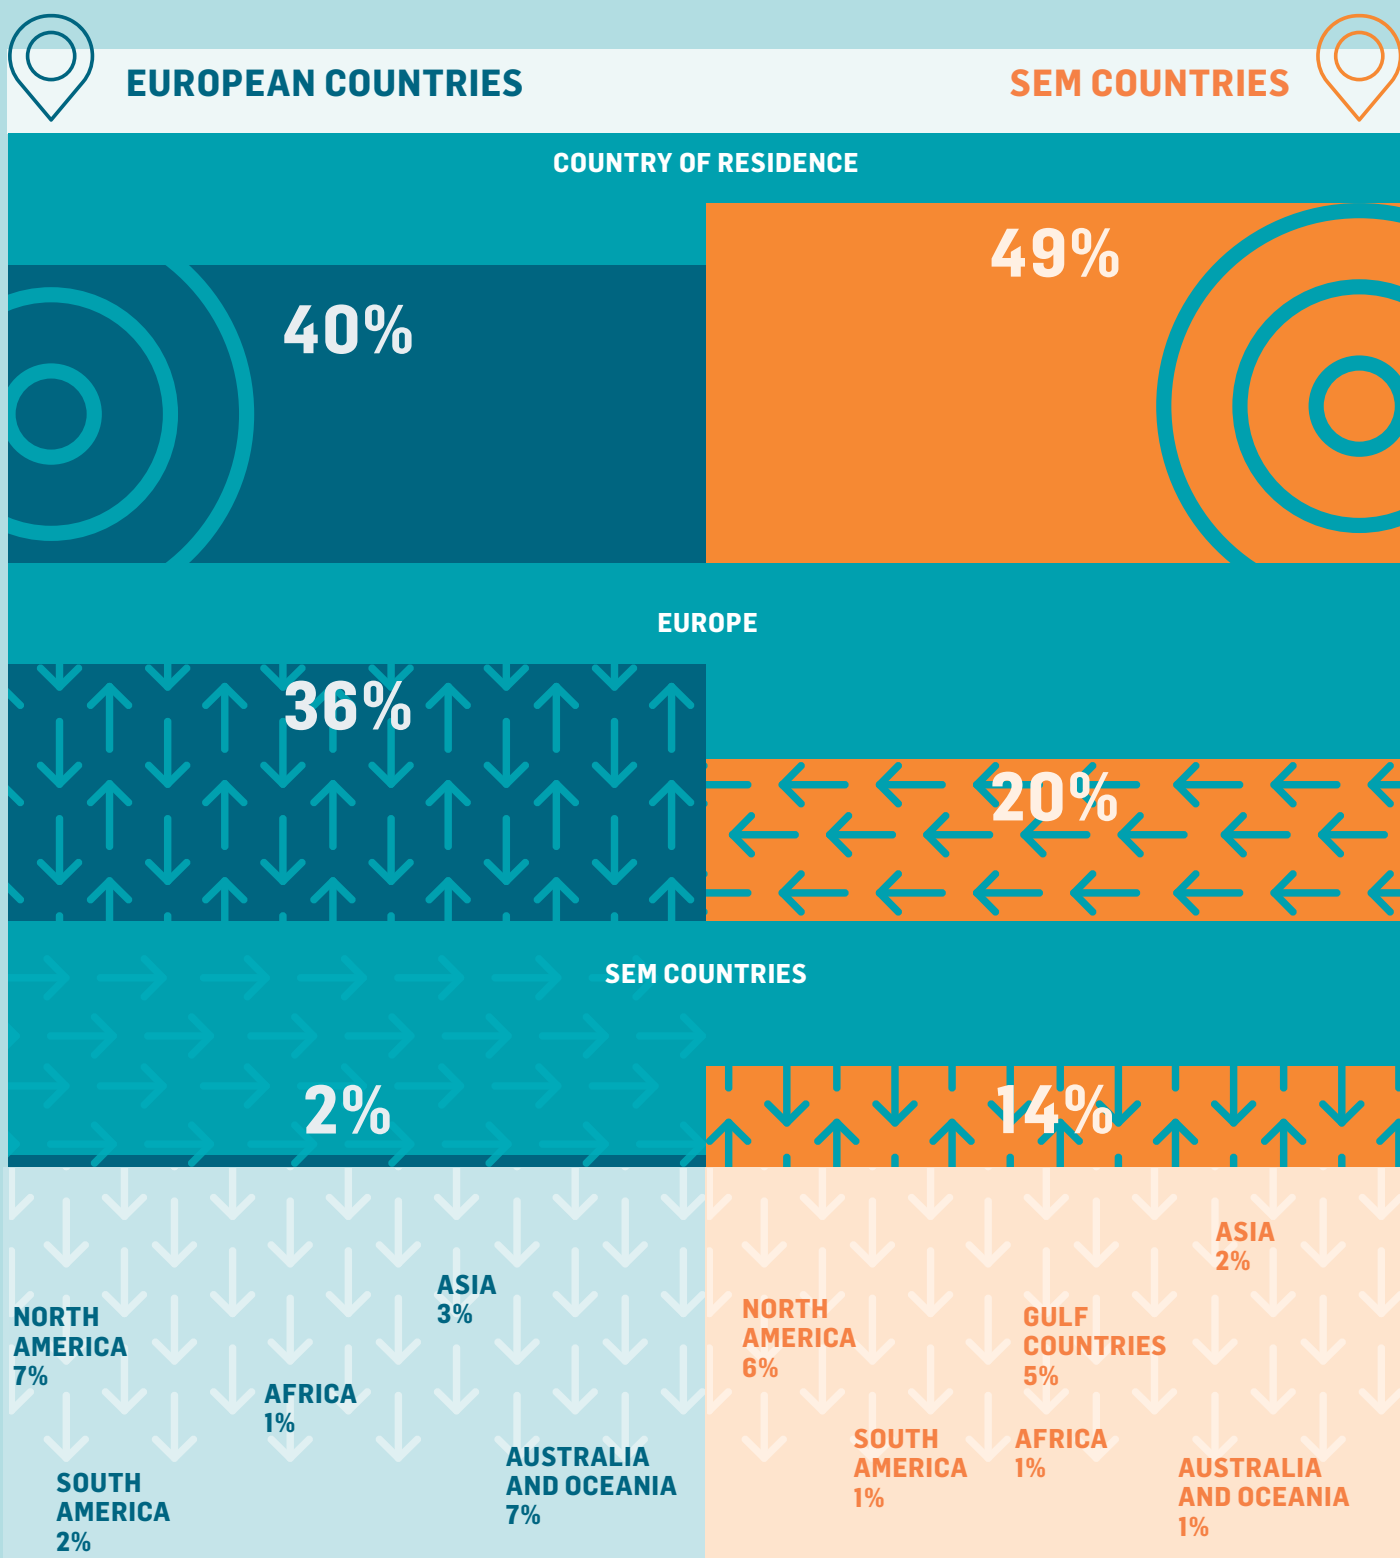 EUROPEAN COUNTRIES
SEM COUNTRIES
COUNTRY OF RESIDENCE
40%
49%
EUROPE
36%
20%
SEM COUNTRIES
2%
14%
NORTH
AMERICA
7%
ASIA
3%
AFRICA
1%
SOUTH
AMERICA
2%
AUSTRALIA
AND OCEANIA
7%
ASIA
2%
NORTH
AMERICA
6%
GULF
COUNTRIES
5%
SOUTH
AMERICA
1%
AFRICA
1%
AUSTRALIA
AND OCEANIA
1%